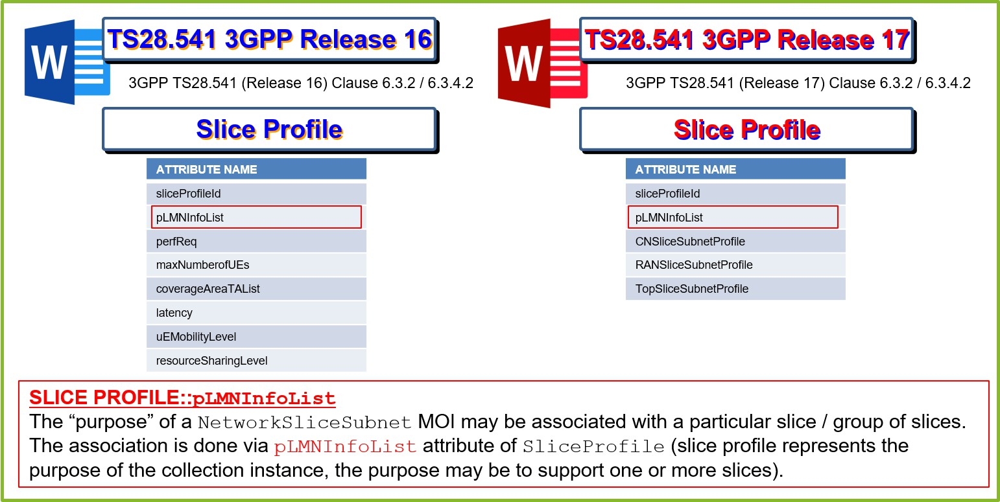 W
TS28.541 3GPP Release 16
3GPP TS28.541 (Release 16) Clause 6.3.2 / 6.3.4.2
Slice Profile
ATTRIBUTE NAME
sliceProfileId
pLMNInfoList
perfReq
maxNumberofUEs
coverageAreaTAList
latency
uEMobilityLevel
resourceSharingLevel
W
TS28.541 3GPP Release 17
3GPP TS28.541 (Release 17) Clause 6.3.2 / 6.3.4.2
Slice Profile
ATTRIBUTE NAME
sliceProfileId
pLMNInfoList
CNSliceSubnetProfile
RANSliceSubnetProfile
TopSliceSubnetProfile
SLICE PROFILE::pLMNInfoList
The “purpose” of a NetworkSliceSubnet MOI may be associated with a particular slice / group of slices.
The association is done via pLMNInfoList attribute of SliceProfile (slice profile represents the
purpose of the collection instance, the purpose may be to support one or more slices).